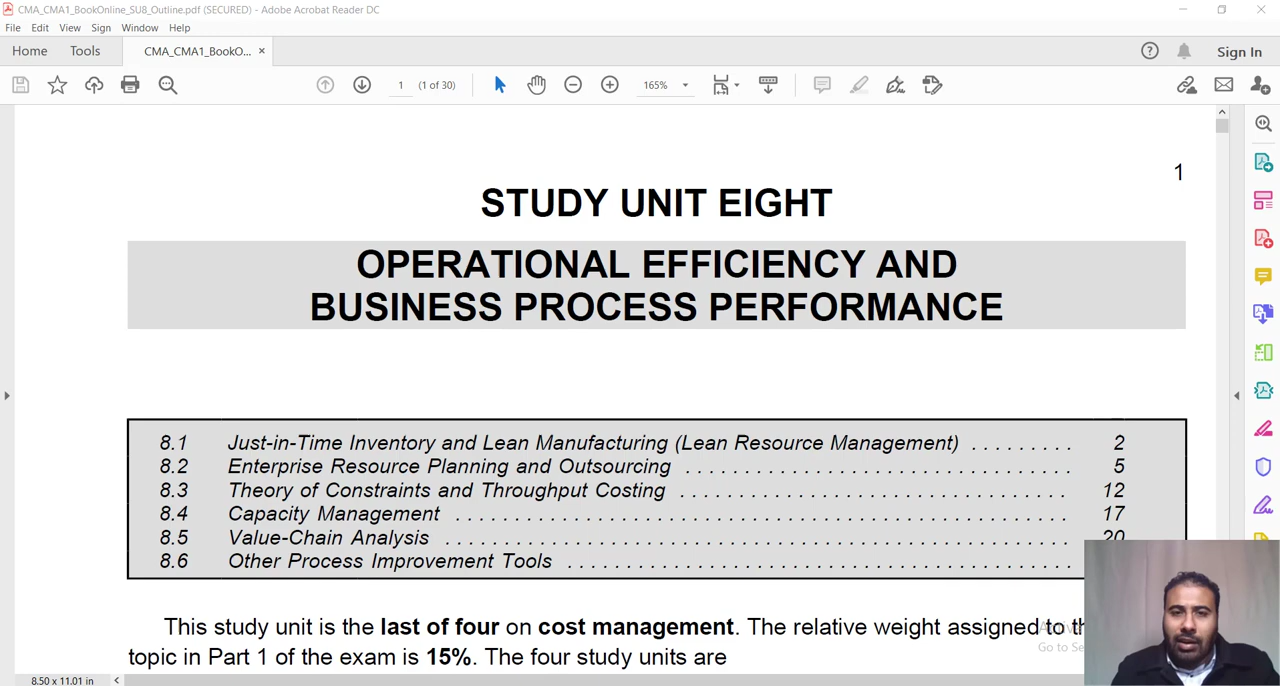 CMA_CMA1_BookOnline_SU8_Outline.pdf (SECURED) - Adobe Acrobat Reader DC
File Edit View Sign Window Help
Home Tools CMA_CMA1_BookO... × Sign In
1 (1 of 30) 165%
1
STUDY UNIT EIGHT
OPERATIONAL EFFICIENCY AND
BUSINESS PROCESS PERFORMANCE
8.1 Just-in-Time Inventory and Lean Manufacturing (Lean Resource Management) . . . . . . . . . 2
8.2 Enterprise Resource Planning and Outsourcing . . . . . . . . . . . . . . . . . . . . . . . . . . . . . . . . . 5
8.3 Theory of Constraints and Throughput Costing . . . . . . . . . . . . . . . . . . . . . . . . . . . . . . . . . 12
8.4 Capacity Management . . . . . . . . . . . . . . . . . . . . . . . . . . . . . . . . . . . . . . . . . . . . . . . . . . . . 17
8.5 Value-Chain Analysis . . . . . . . . . . . . . . . . . . . . . . . . . . . . . . . . . . . . . . . . . . . . . . . . . . . . . 20
8.6 Other Process Improvement Tools . . . . . . . . . . . . . . . . . . . . . . . . . . . . . . . . . . . . . . . . . . .
This study unit is the last of four on cost management. The relative weight assigned to
topic in Part 1 of the exam is 15%. The four study units are
Go to
8.50 x 11.01 in